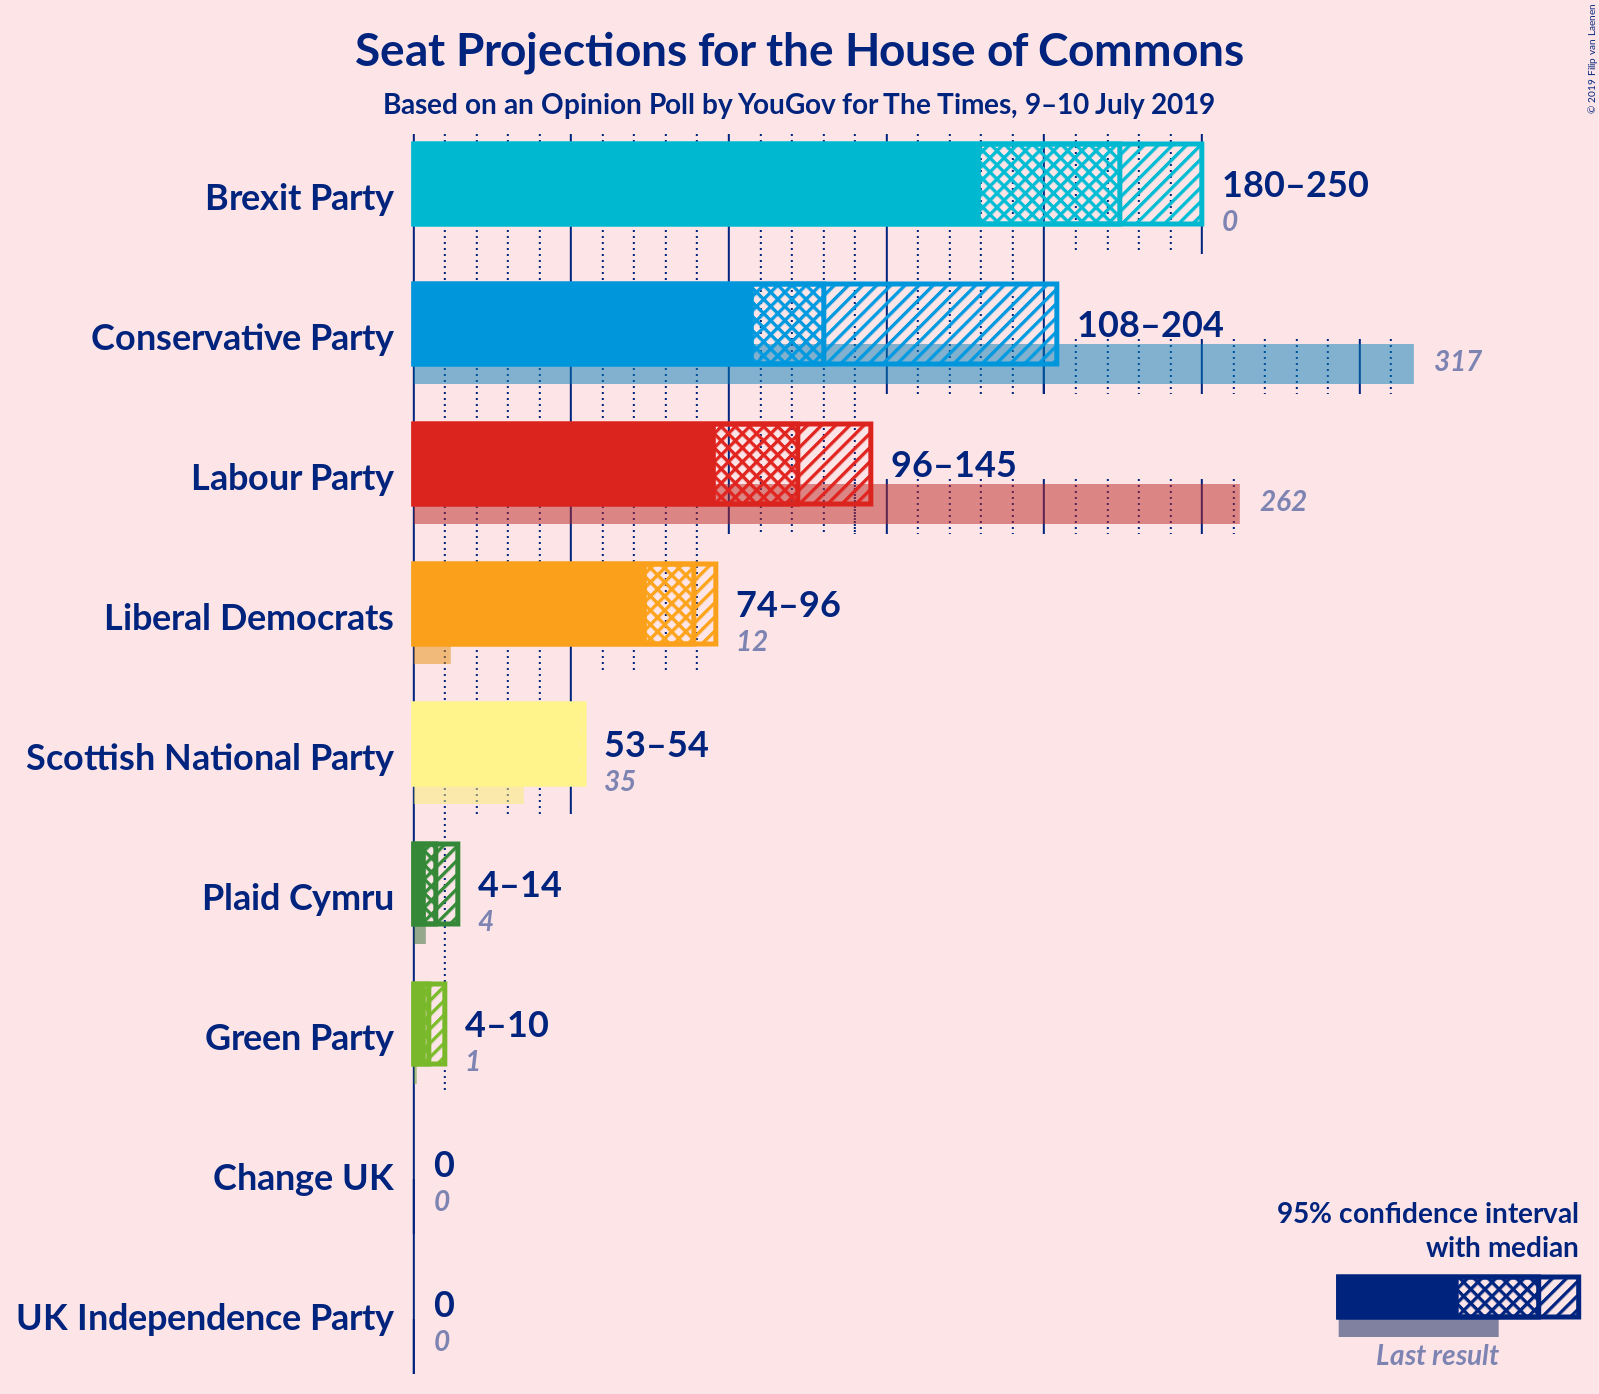 Seat Projections for the House of Commons
Based on an Opinion Poll by YouGov for The Times, 9–10 July 2019
© 2019 Filip van Laenen
Brexit Party
180–250
0
Conservative Party
108–204
317
Labour Party
96–145
262
Liberal Democrats
74–96
12
Scottish National Party
53–54
35
Plaid Cymru
4–14
4
Green Party
4–10
1
Change UK
0
0
UK Independence Party
0
0
95% confidence interval
with median
Last result